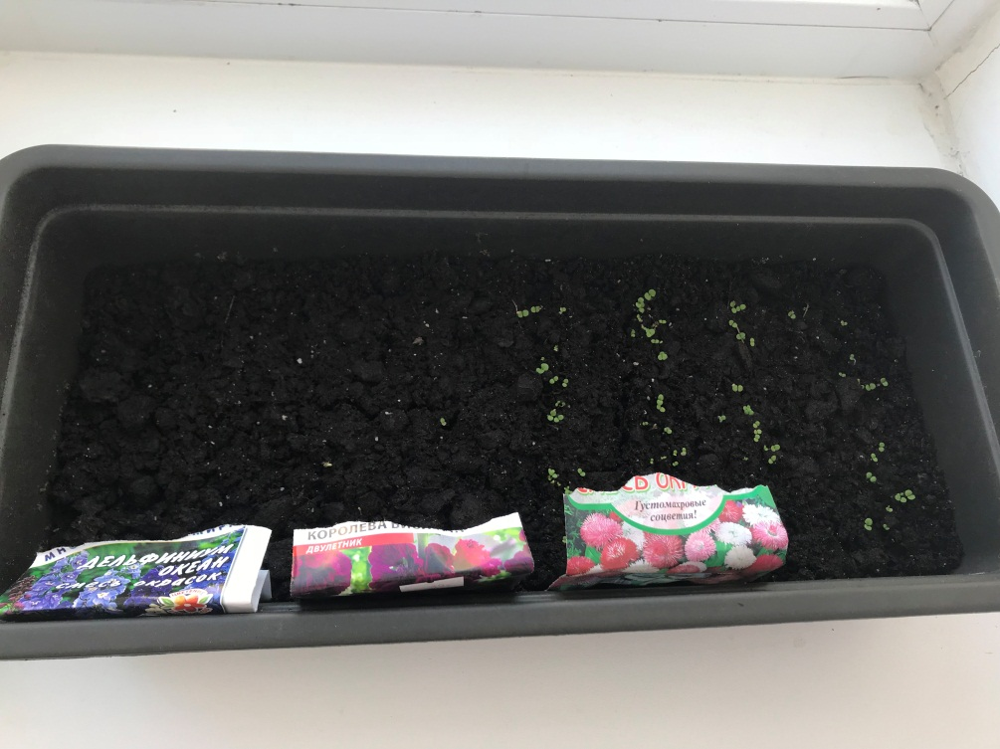 ДЕЛЬФИНИУМ
ОКЕАН
СМЕСЬ ОКРАСОК
КОРОЛЕВА
ДВУЛЕТНИК
Густомахровые
соцветия!